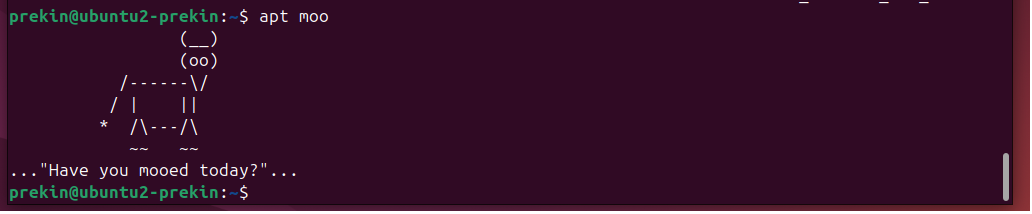 prekin@ubuntu2-prekin:~$ apt moo
                 (__)
                 (oo)
           /------\/
          / |    ||
         *  /\---/\
            ~~   ~~
..."Have you mooed today?"...
prekin@ubuntu2-prekin:~$